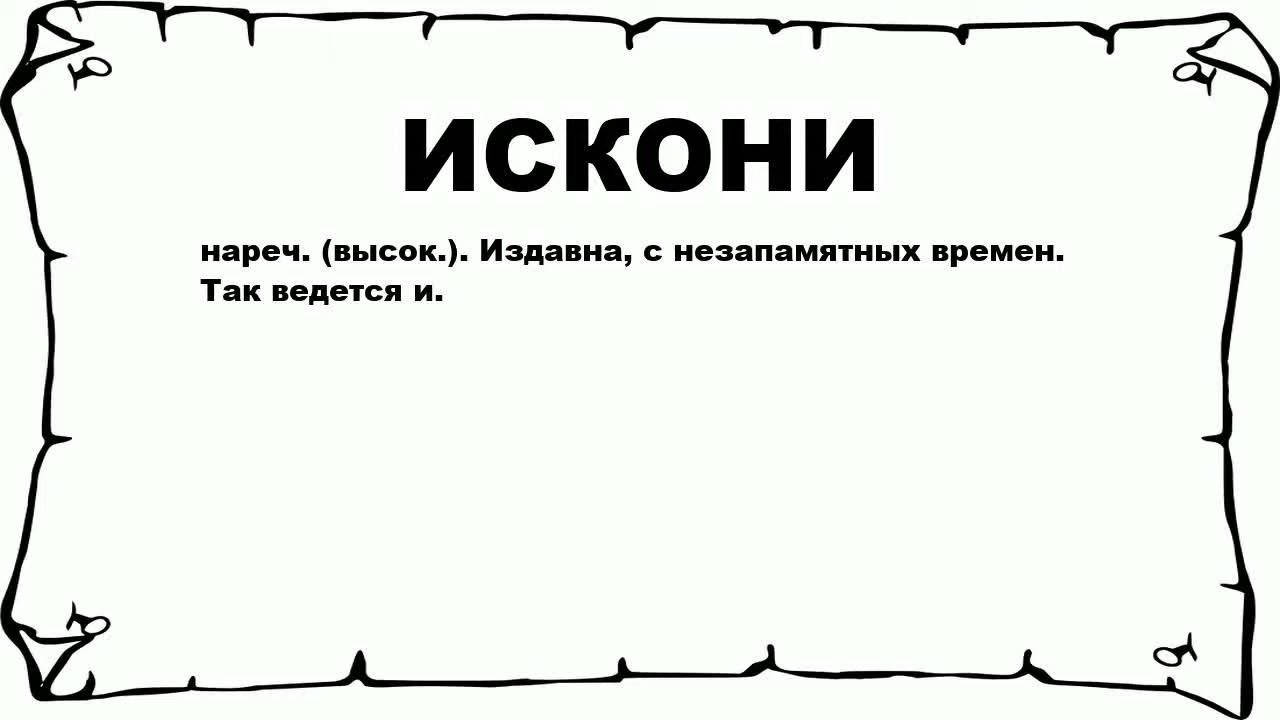 ИСКОНИ
нареч. (высок.). Издавна, с незапамятных времен.
Так ведется и.